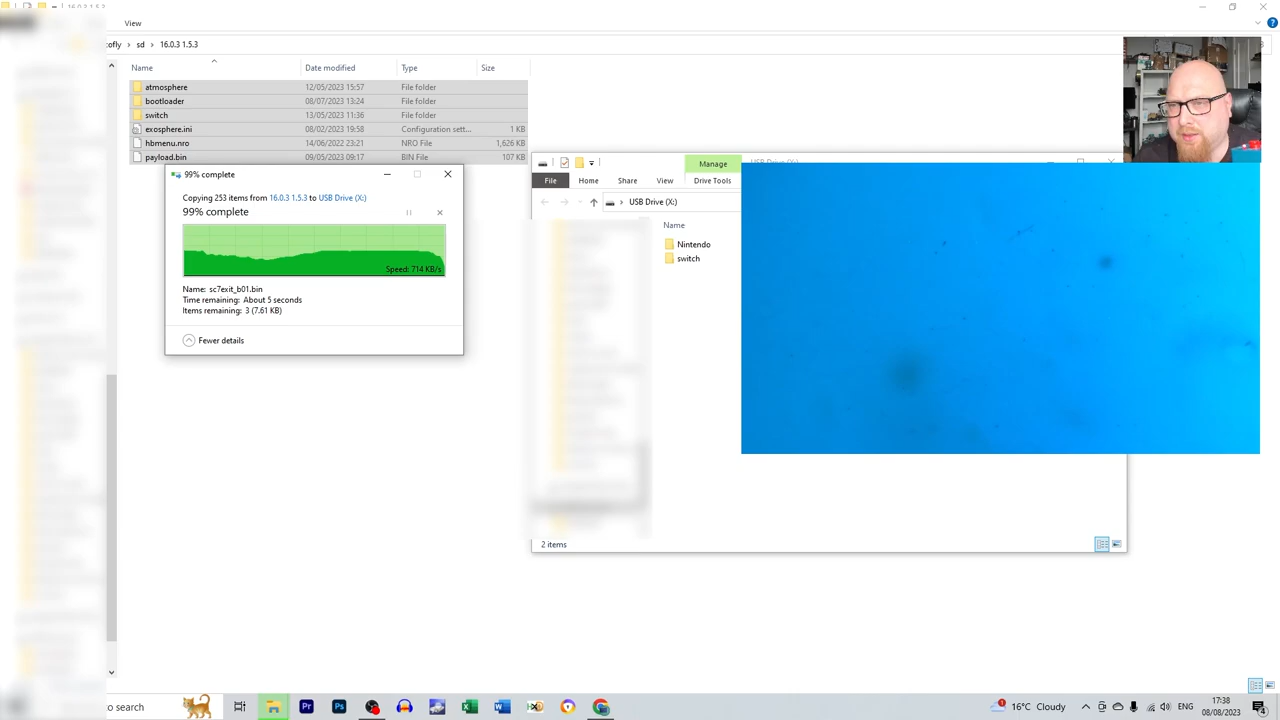 View
sd > 16.0.3 1.5.3
Name Date modified Type Size
atmosphere 12/05/2023 15:57 File folder
bootloader 08/07/2023 13:24 File folder
switch 13/05/2023 11:36 File folder
exosphere.ini 08/02/2023 19:58 Configuration sett... 1 KB
hbmenu.nro 14/06/2022 23:21 NRO File 1,626 KB
payload.bin 09/05/2023 09:17 BIN File 107 KB
99% complete
Copying 253 items from 16.0.3 1.5.3 to USB Drive (X:)
99% complete
Speed: 714 KB/s
Name: sc7exit_b01.bin
Time remaining: About 5 seconds
Items remaining: 3 (7.61 KB)
Fewer details
Manage
File Home Share View Drive Tools
> USB Drive (X:)
Name
Nintendo
switch
2 items
to search
Pr Ps
16°C Cloudy
ENG
17:38
08/08/2023
4